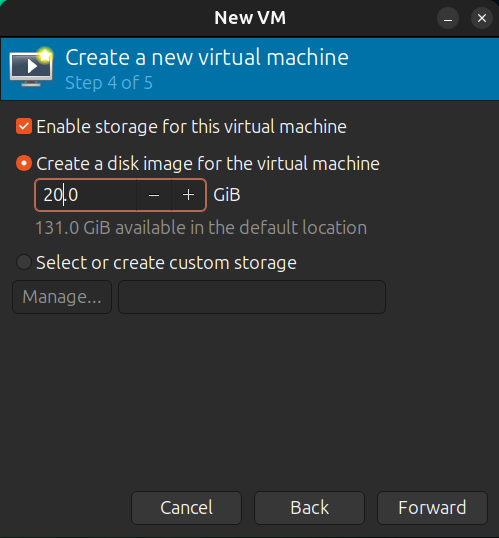 New VM
Create a new virtual machine
Step 4 of 5
Enable storage for this virtual machine
Create a disk image for the virtual machine
20.0 − + GiB
131.0 GiB available in the default location
Select or create custom storage
Manage...
Cancel Back Forward